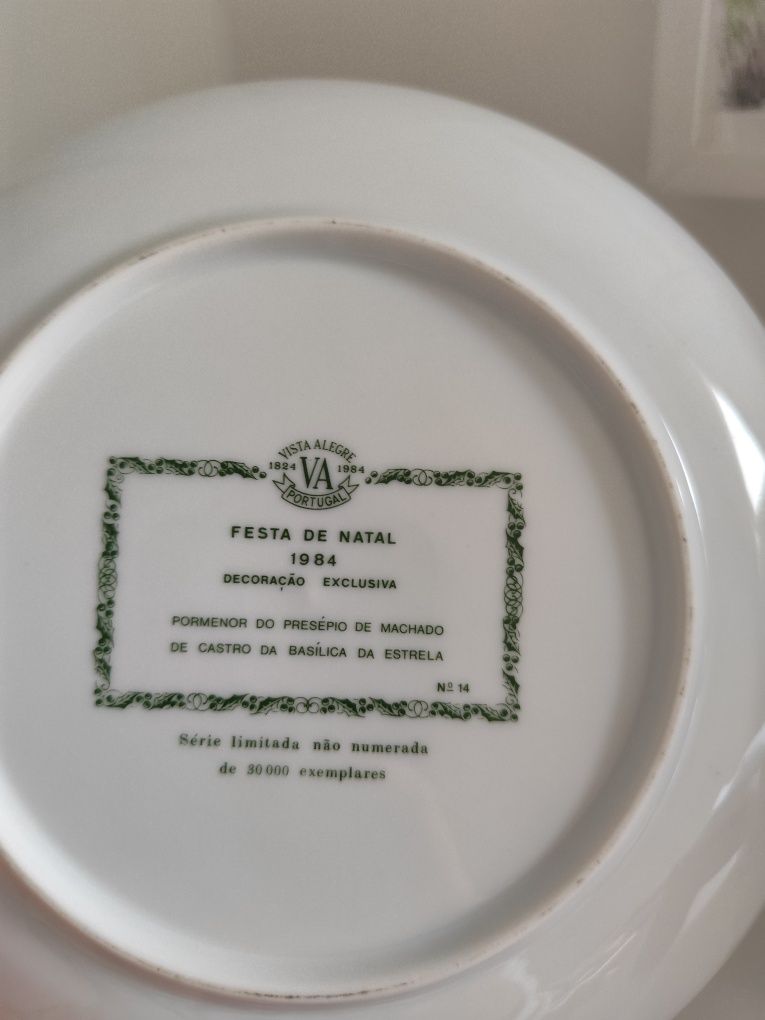 VISTA ALEGRE
1824 VA 1984
PORTUGAL
FESTA DE NATAL
1984
DECORAÇÃO EXCLUSIVA
PORMENOR DO PRESÉPIO DE MACHADO
DE CASTRO DA BASÍLICA DA ESTRELA
Nº 14
Série limitada não numerada
de 30000 exemplares